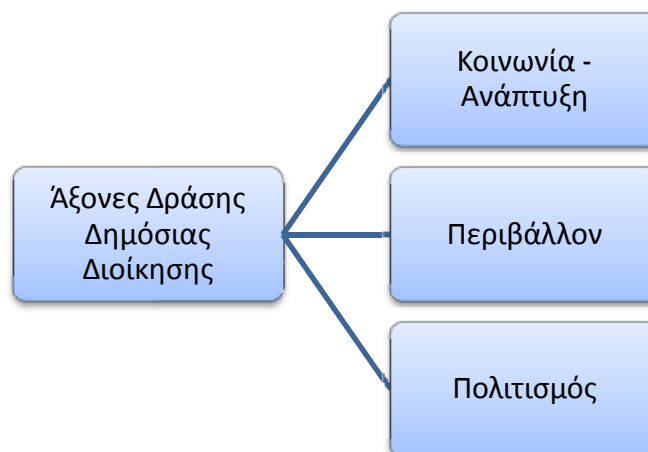 Άξονες Δράσης
Δημόσιας
Διοίκησης
Κοινωνία -
Ανάπτυξη
Περιβάλλον
Πολιτισμός